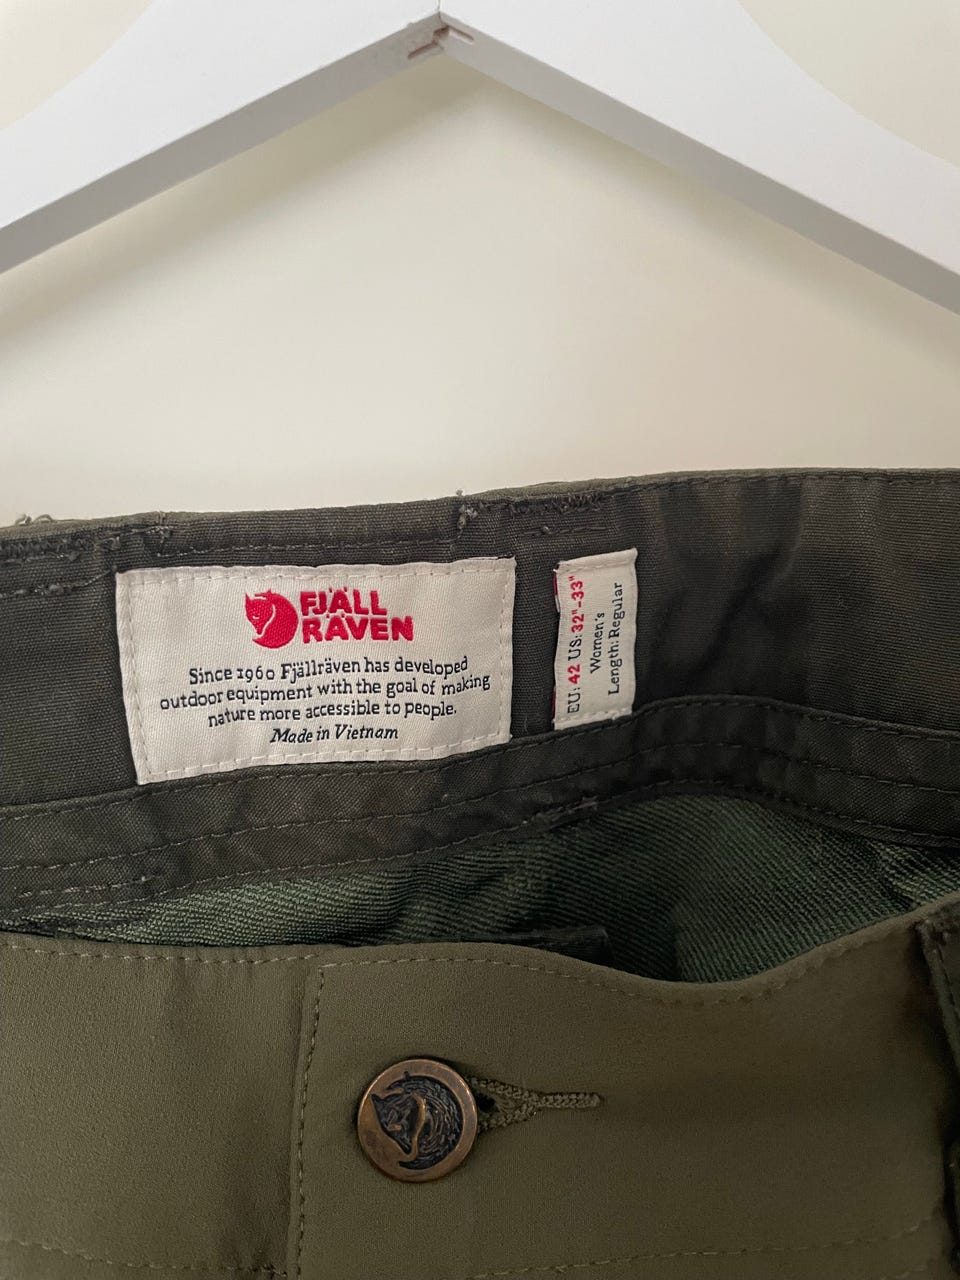 FJÄLL
RÄVEN
Since 1960 Fjällräven has developed
outdoor equipment with the goal of making
nature more accessible to people.
Made in Vietnam
EU: 42 US: 32"-33"
Women's
Length: Regular